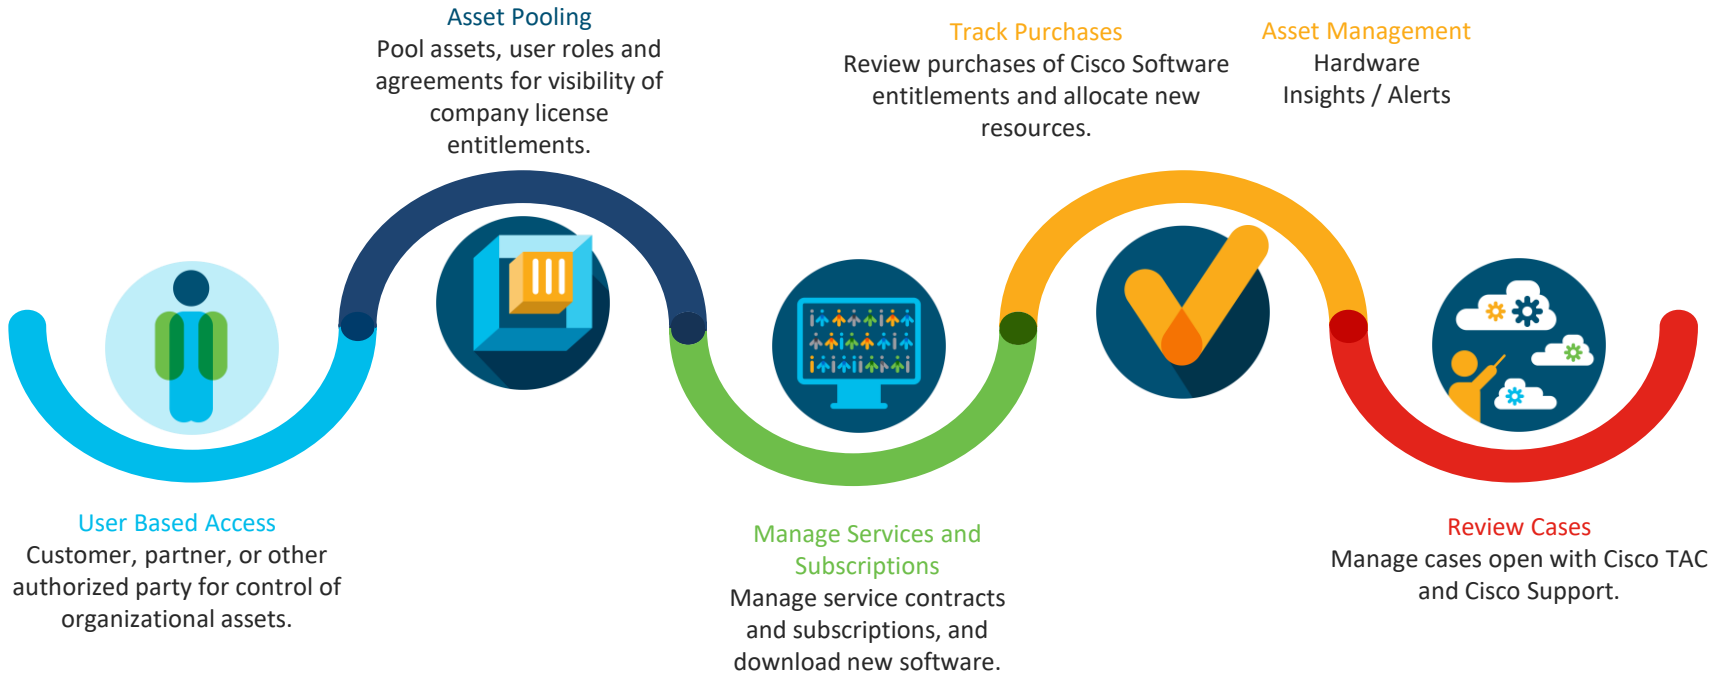 Asset Pooling
Pool assets, user roles and
agreements for visibility of
company license
entitlements.
Track Purchases
Review purchases of Cisco Software
entitlements and allocate new
resources.
Asset Management
Hardware
Insights / Alerts
User Based Access
Customer, partner, or other
authorized party for control of
organizational assets.
Manage Services and
Subscriptions
Manage service contracts
and subscriptions, and
download new software.
Review Cases
Manage cases open with Cisco TAC
and Cisco Support.